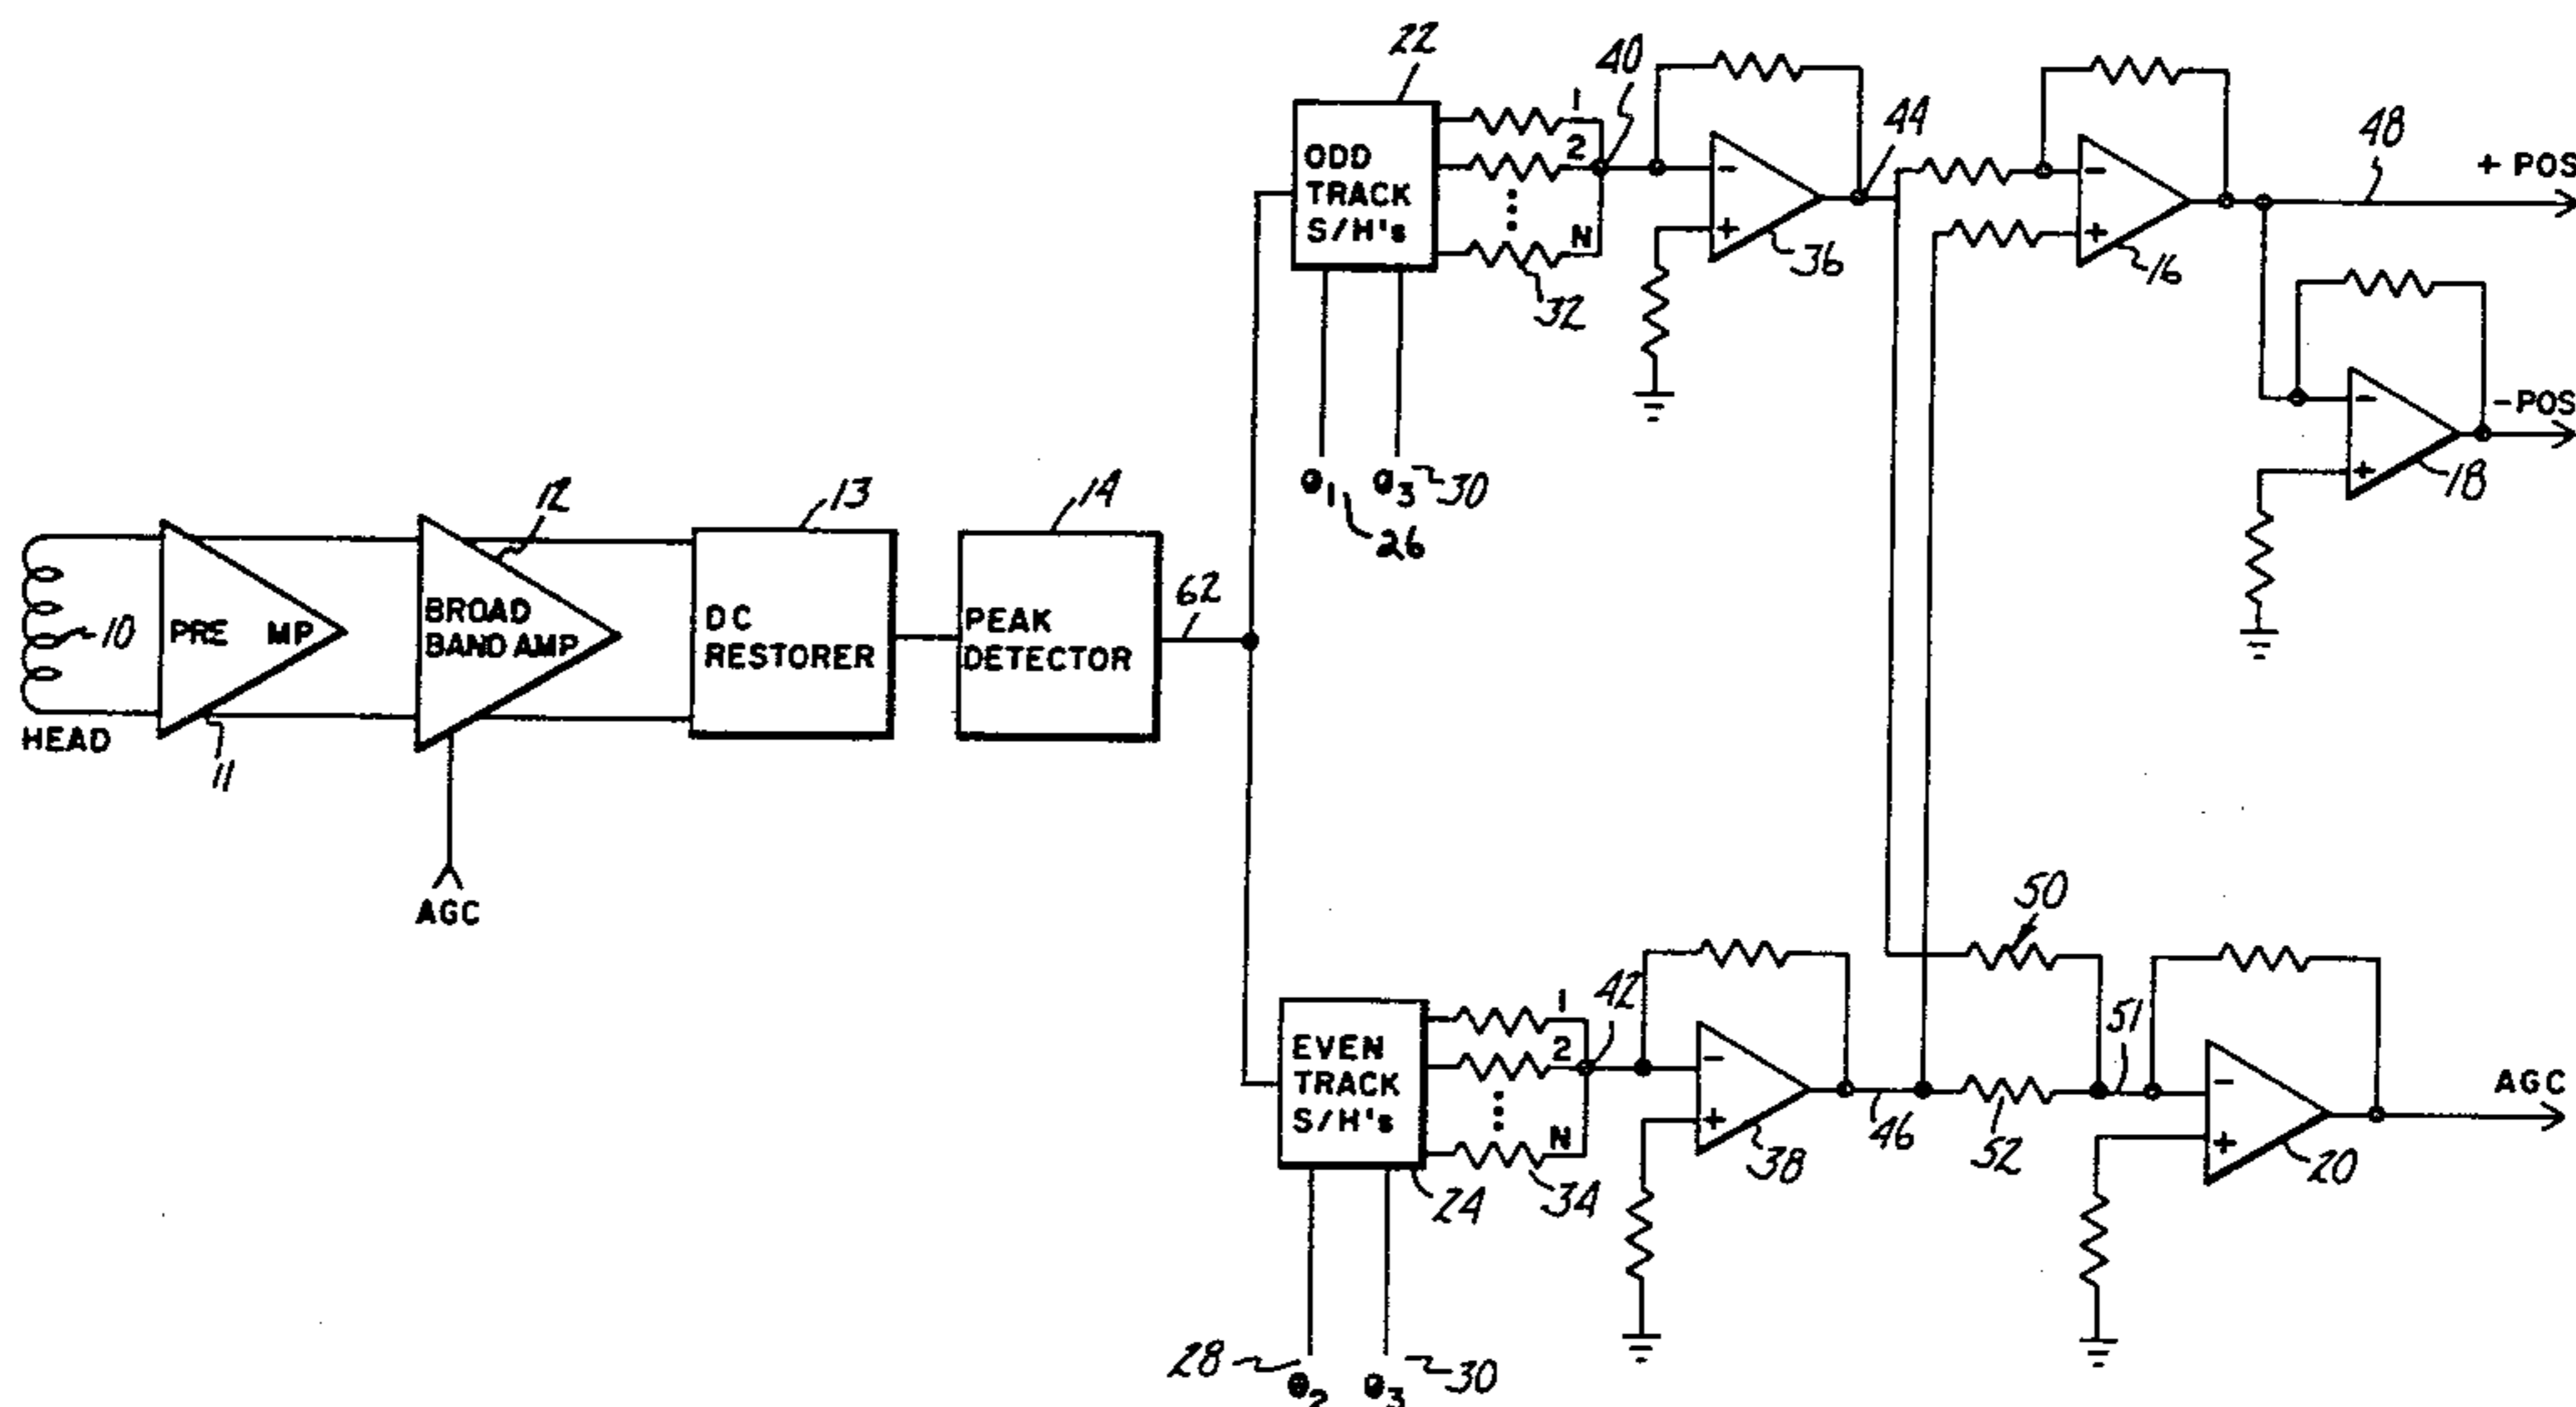 22
40
1
2
N
ODD
TRACK
S/H's
-
+
36
32
44
-
+
16
48
+ POS
-
+
18
-POS
θ1 θ3 30
26
10
HEAD
PRE MP
11
12
BROAD
BAND AMP
AGC
13
DC
RESTORER
14
PEAK
DETECTOR
62
EVEN
TRACK
S/H's
24
1
2
N
34
42
-
+
38
46
50
52
51
-
+
20
AGC
28
θ2 θ3
30